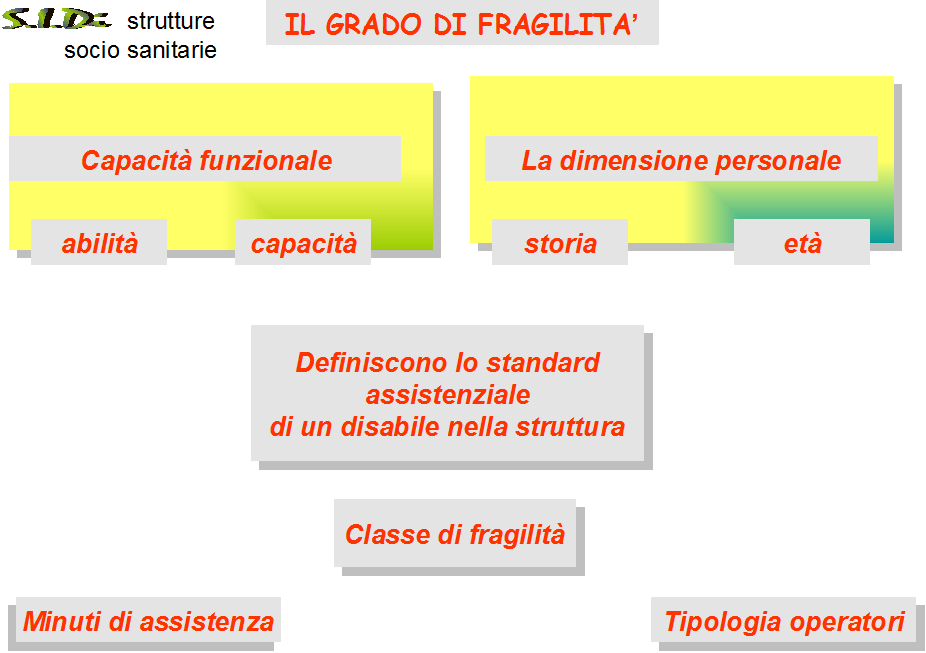 S.I.Di. strutture
socio sanitarie
IL GRADO DI FRAGILITA’
Capacità funzionale
La dimensione personale
abilità
capacità
storia
età
Definiscono lo standard
assistenziale
di un disabile nella struttura
Classe di fragilità
Minuti di assistenza
Tipologia operatori